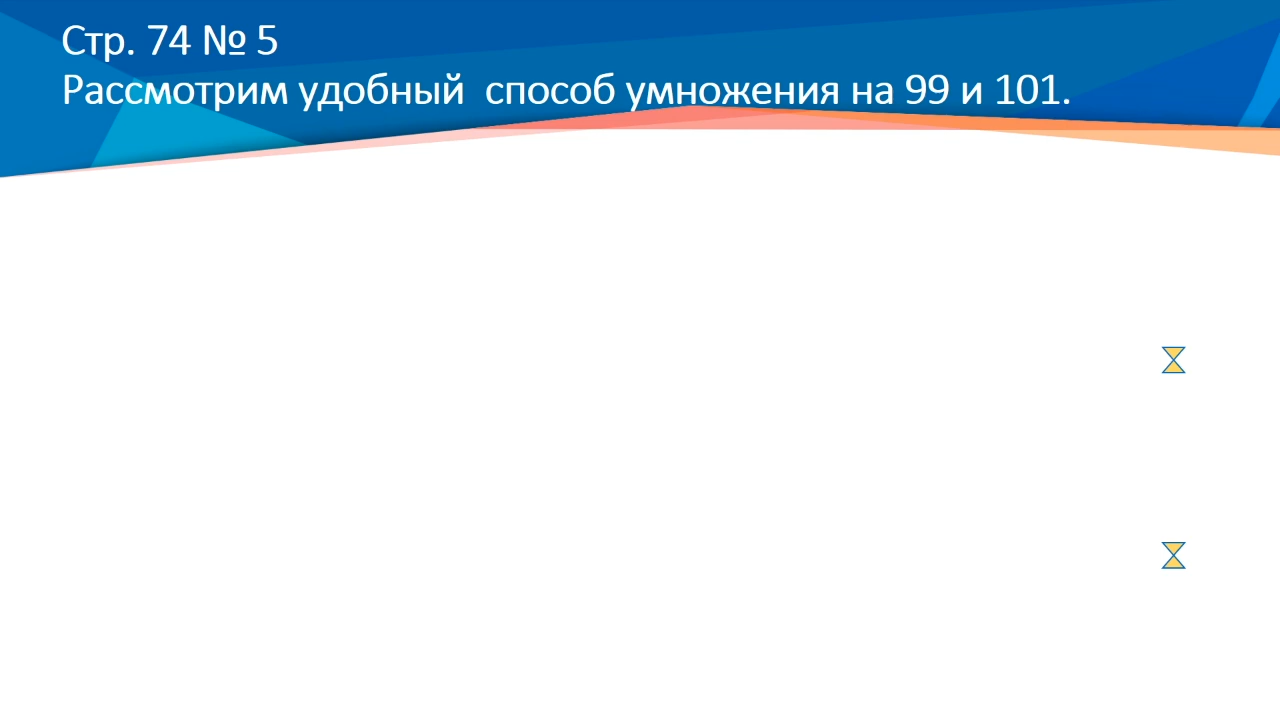 Стр. 74 № 5
Рассмотрим удобный  способ умножения на 99 и 101.